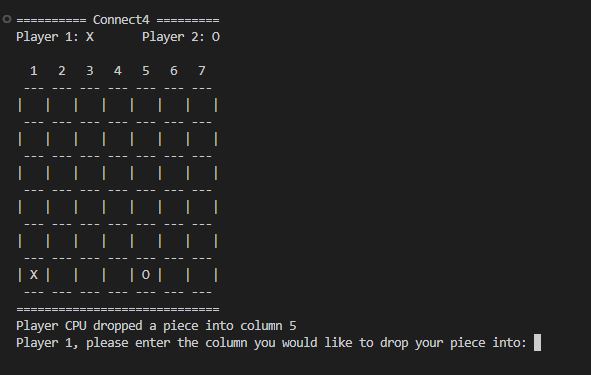 ========== Connect4 =========
Player 1: X       Player 2: O

  1   2   3   4   5   6   7
 --- --- --- --- --- --- ---
|   |   |   |   |   |   |   |
 --- --- --- --- --- --- ---
|   |   |   |   |   |   |   |
 --- --- --- --- --- --- ---
|   |   |   |   |   |   |   |
 --- --- --- --- --- --- ---
|   |   |   |   |   |   |   |
 --- --- --- --- --- --- ---
|   |   |   |   |   |   |   |
 --- --- --- --- --- --- ---
| X |   |   |   | O |   |   |
 --- --- --- --- --- --- ---
=============================
Player CPU dropped a piece into column 5
Player 1, please enter the column you would like to drop your piece into: